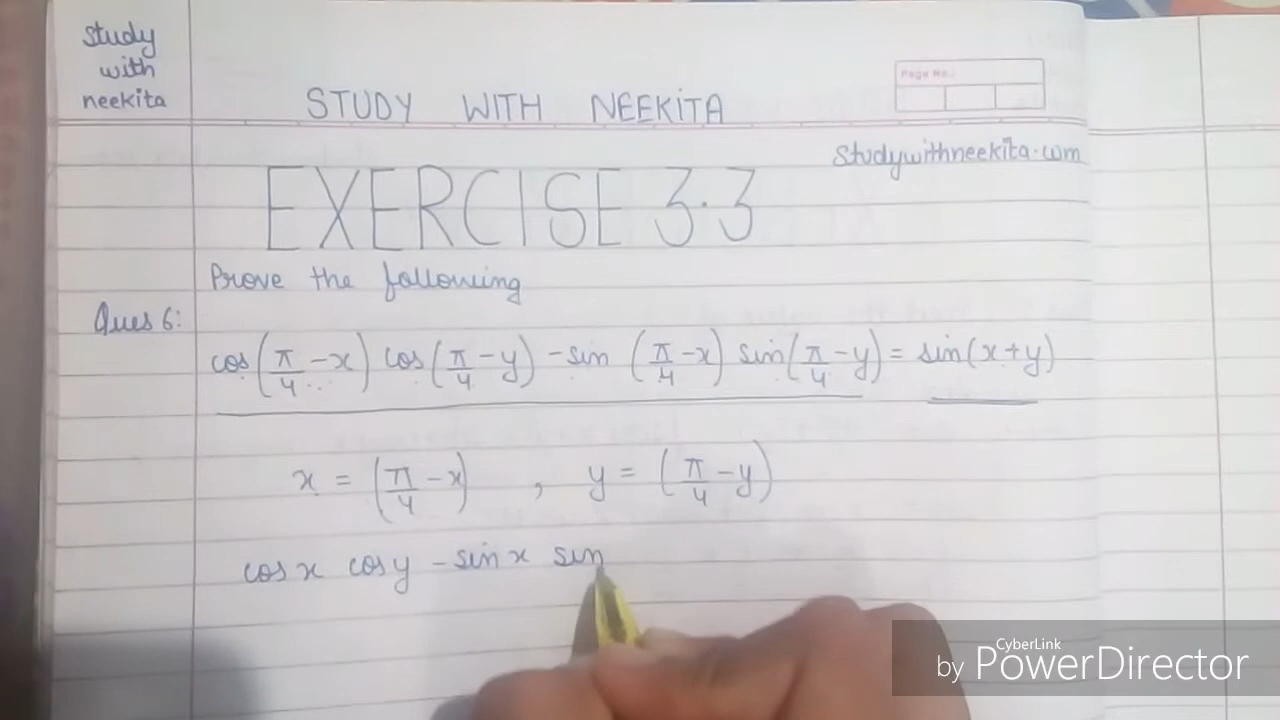 study
with
neekita
STUDY WITH NEEKITA
Page No.:
Studywithneekita.com
EXERCISE 3.3
Prove the following
Ques 6:
cos(π/4 -x) cos(π/4 - y) - sin (π/4 -x) sin(π/4 - y) = sin(x+y)
x = (π/4 - x) , y = (π/4 - y)
cos x cos y - sin x sin
CyberLink
by PowerDirector